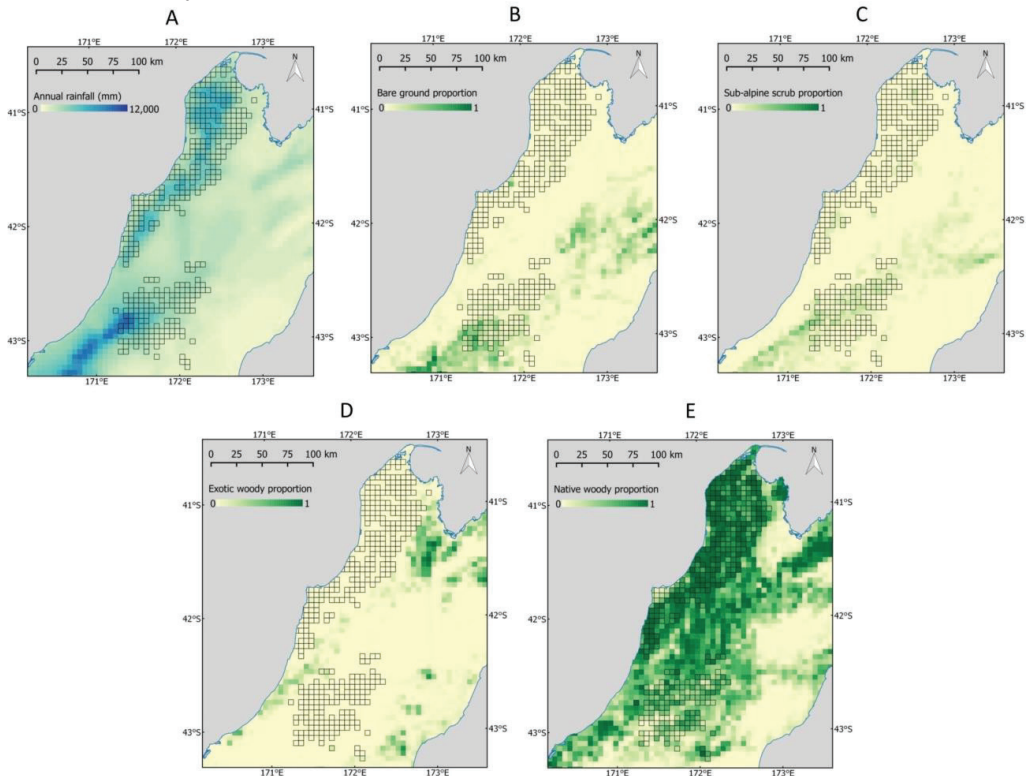 A
B
C
171°E 172°E 173°E
171°E 172°E 173°E
171°E 172°E 173°E
0 25 50 75 100 km
N
0 25 50 75 100 km
N
0 25 50 75 100 km
N
Annual rainfall (mm)
0 12,000
Bare ground proportion
0 1
Sub-alpine scrub proportion
0 1
41°S 41°S
41°S 41°S
41°S 41°S
42°S 42°S
42°S 42°S
42°S 42°S
43°S 43°S
43°S 43°S
43°S 43°S
171°E 172°E 173°E
171°E 172°E 173°E
171°E 172°E 173°E
D
E
171°E 172°E 173°E
171°E 172°E 173°E
0 25 50 75 100 km
N
0 25 50 75 100 km
N
Exotic woody proportion
0 1
Native woody proportion
0 1
41°S 41°S
41°S 41°S
42°S 42°S
42°S 42°S
43°S 43°S
43°S 43°S
171°E 172°E 173°E
171°E 172°E 173°E